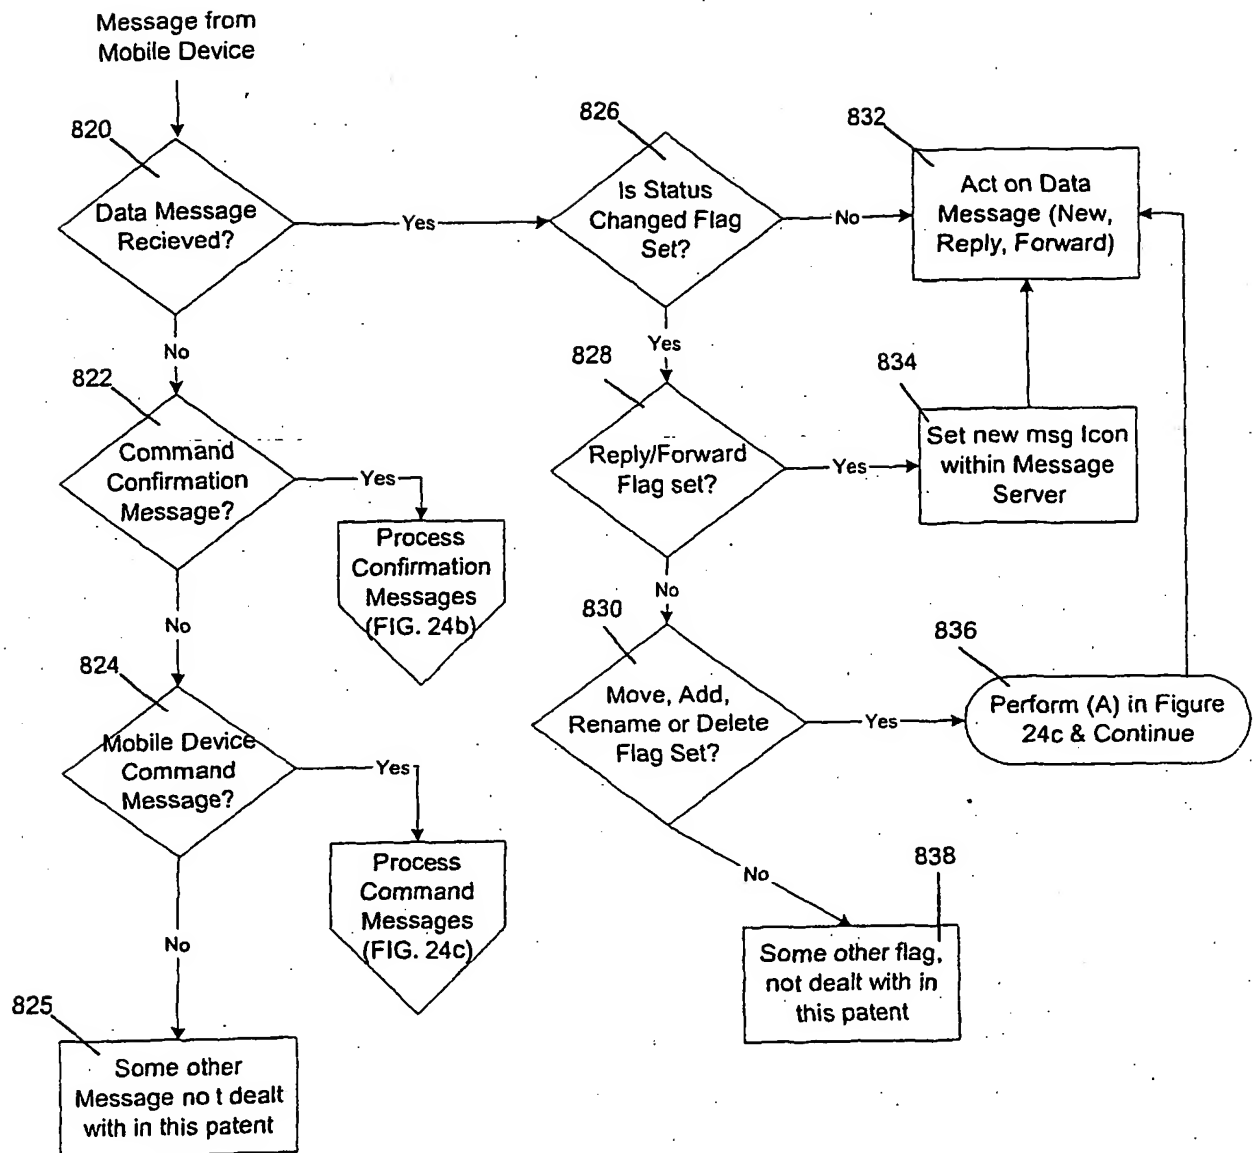 Message from
Mobile Device
820
Data Message
Recieved?
Yes
826
Is Status
Changed Flag
Set?
No
832
Act on Data
Message (New,
Reply, Forward)
No
822
Command
Confirmation
Message?
Yes
Process
Confirmation
Messages
(FIG. 24b)
Yes
828
Reply/Forward
Flag set?
Yes
834
Set new msg Icon
within Message
Server
No
824
Mobile Device
Command
Message?
Yes
Process
Command
Messages
(FIG. 24c)
No
830
Move, Add,
Rename or Delete
Flag Set?
Yes
836
Perform (A) in Figure
24c & Continue
No
838
Some other flag,
not dealt with in
this patent
No
825
Some other
Message no t dealt
with in this patent